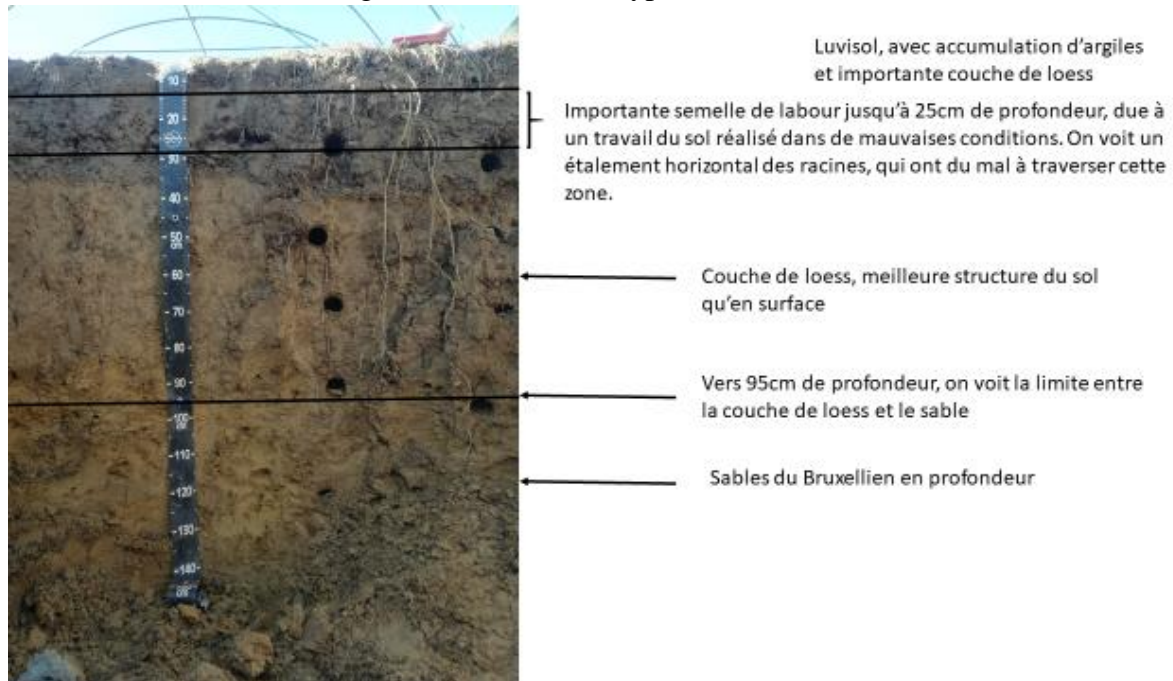 Luvisol, avec accumulation d'argiles
et importante couche de loess
Importante semelle de labour jusqu'à 25cm de profondeur, due à
un travail du sol réalisé dans de mauvaises conditions. On voit un
étalement horizontal des racines, qui ont du mal à traverser cette
zone.
Couche de loess, meilleure structure du sol
qu'en surface
Vers 95cm de profondeur, on voit la limite entre
la couche de loess et le sable
Sables du Bruxellien en profondeur
10
20
30
40
50
60
70
80
90
100
110
120
130
140